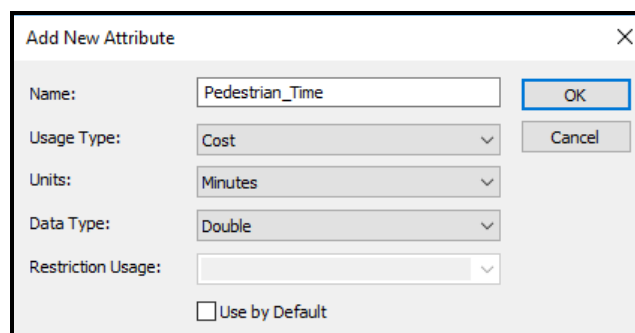 Add New Attribute
Name: Pedestrian_Time OK
Usage Type: Cost Cancel
Units: Minutes
Data Type: Double
Restriction Usage:
Use by Default